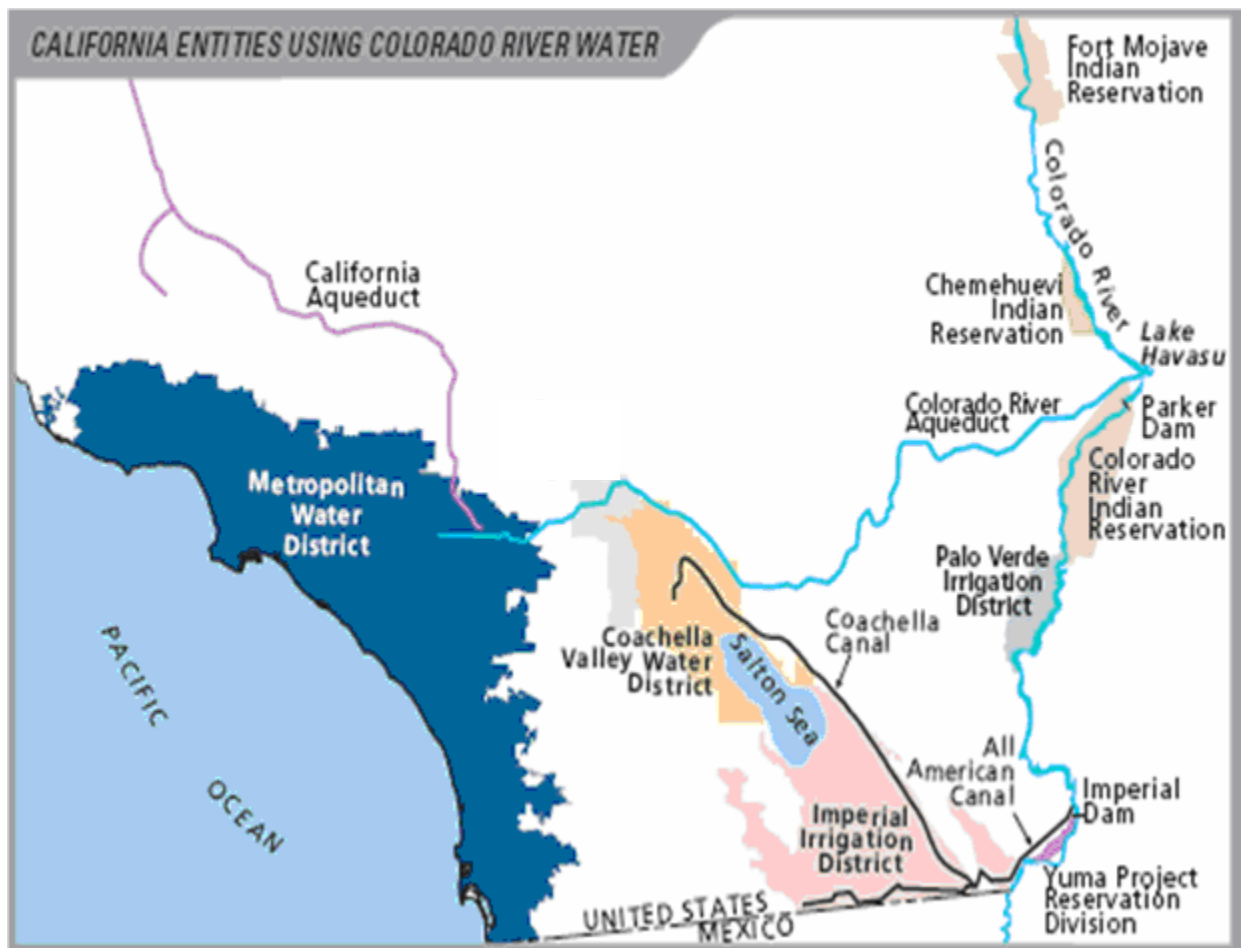 CALIFORNIA ENTITIES USING COLORADO RIVER WATER
Fort Mojave
Indian
Reservation
Colorado River
California
Aqueduct
Chemehuevi
Indian
Reservation
Lake
Havasu
Colorado River
Aqueduct
Parker
Dam
Colorado
River
Indian
Reservation
Metropolitan
Water
District
Palo Verde
Irrigation
District
Coachella
Canal
Coachella
Valley Water
District
Salton Sea
PACIFIC
OCEAN
All
American
Canal
Imperial
Dam
Imperial
Irrigation
District
Yuma Project
Reservation
Division
UNITED STATES
MEXICO